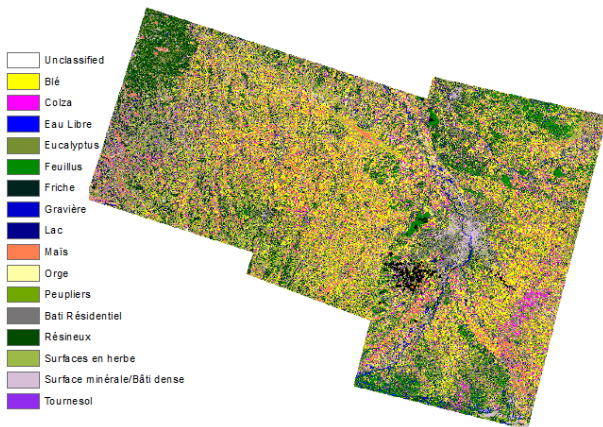 Unclassified
Blé
Colza
Eau Libre
Eucalyptus
Feuillus
Friche
Gravière
Lac
Maïs
Orge
Peupliers
Bati Résidentiel
Résineux
Surfaces en herbe
Surface minérale/Bâti dense
Tournesol